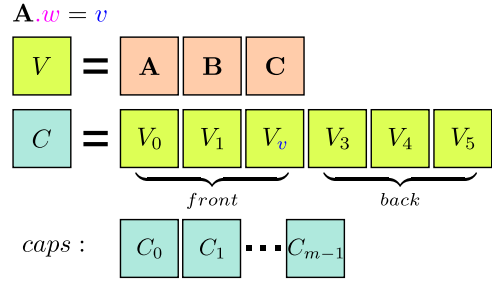 A.w = v
V = A B C
C = V₀ V₁ Vᵥ V₃ V₄ V₅
front back
caps : C₀ C₁ ... Cₘ₋₁